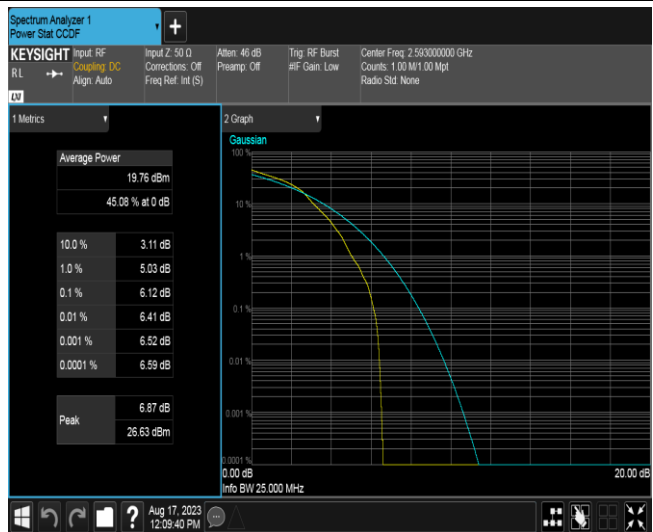 Spectrum Analyzer 1
Power Stat CCDF
+
KEYSIGHT
RL
LXI
Input: RF
Coupling: DC
Align: Auto
Input Z: 50 Ω
Corrections: Off
Freq Ref: Int (S)
Atten: 46 dB
Preamp: Off
Trig: RF Burst
#IF Gain: Low
Center Freq: 2.593000000 GHz
Counts: 1.00 M/1.00 Mpt
Radio Std: None
1 Metrics
Average Power
19.76 dBm
45.08 % at 0 dB
10.0 % 3.11 dB
1.0 % 5.03 dB
0.1 % 6.12 dB
0.01 % 6.41 dB
0.001 % 6.52 dB
0.0001 % 6.59 dB
Peak
6.87 dB
26.63 dBm
2 Graph
Gaussian
100 %
10 %
1 %
0.1 %
0.01 %
0.001 %
0.0001 %
0.00 dB 20.00 dB
Info BW 25.000 MHz
?
Aug 17, 2023
12:09:40 PM